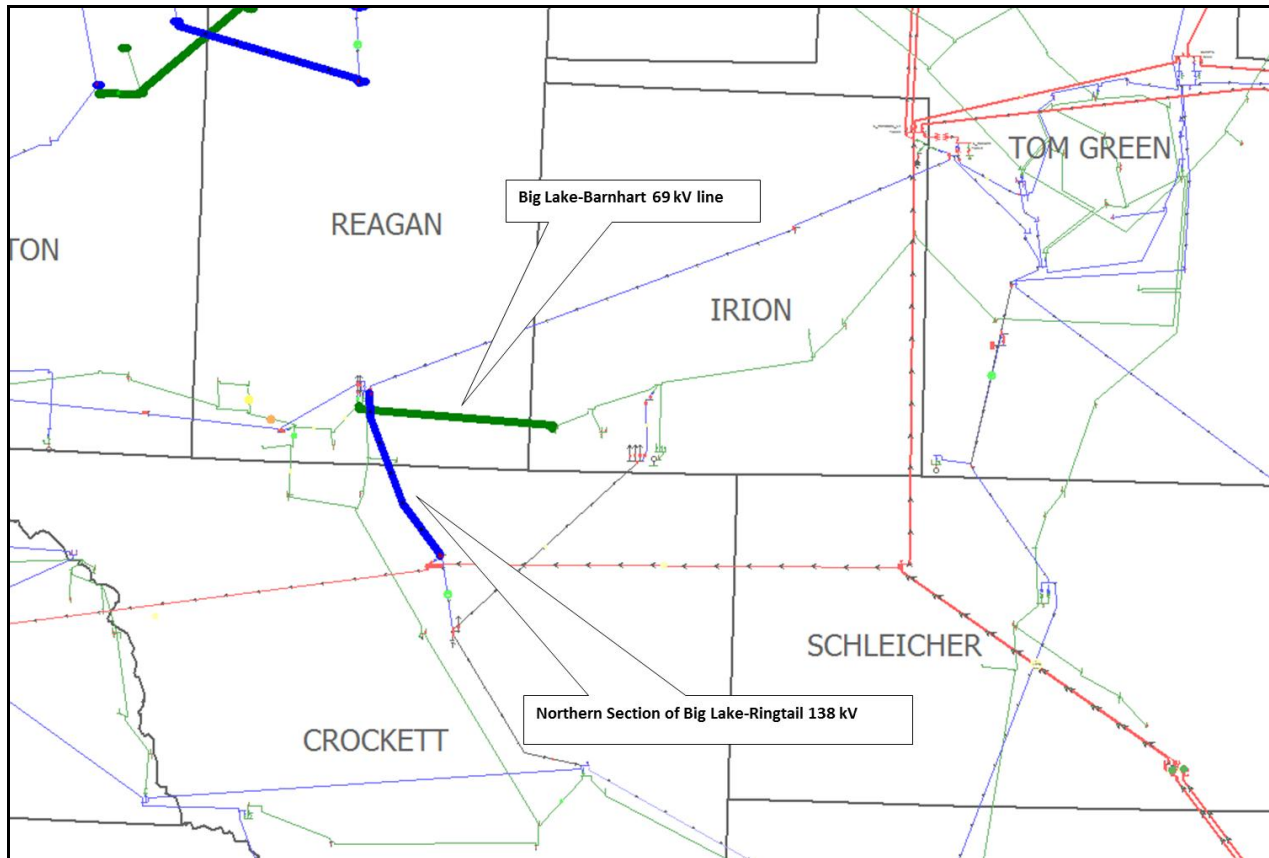 Big Lake-Barnhart 69 kV line
TOM GREEN
REAGAN
TON
IRION
SCHLEICHER
Northern Section of Big Lake-Ringtail 138 kV
CROCKETT